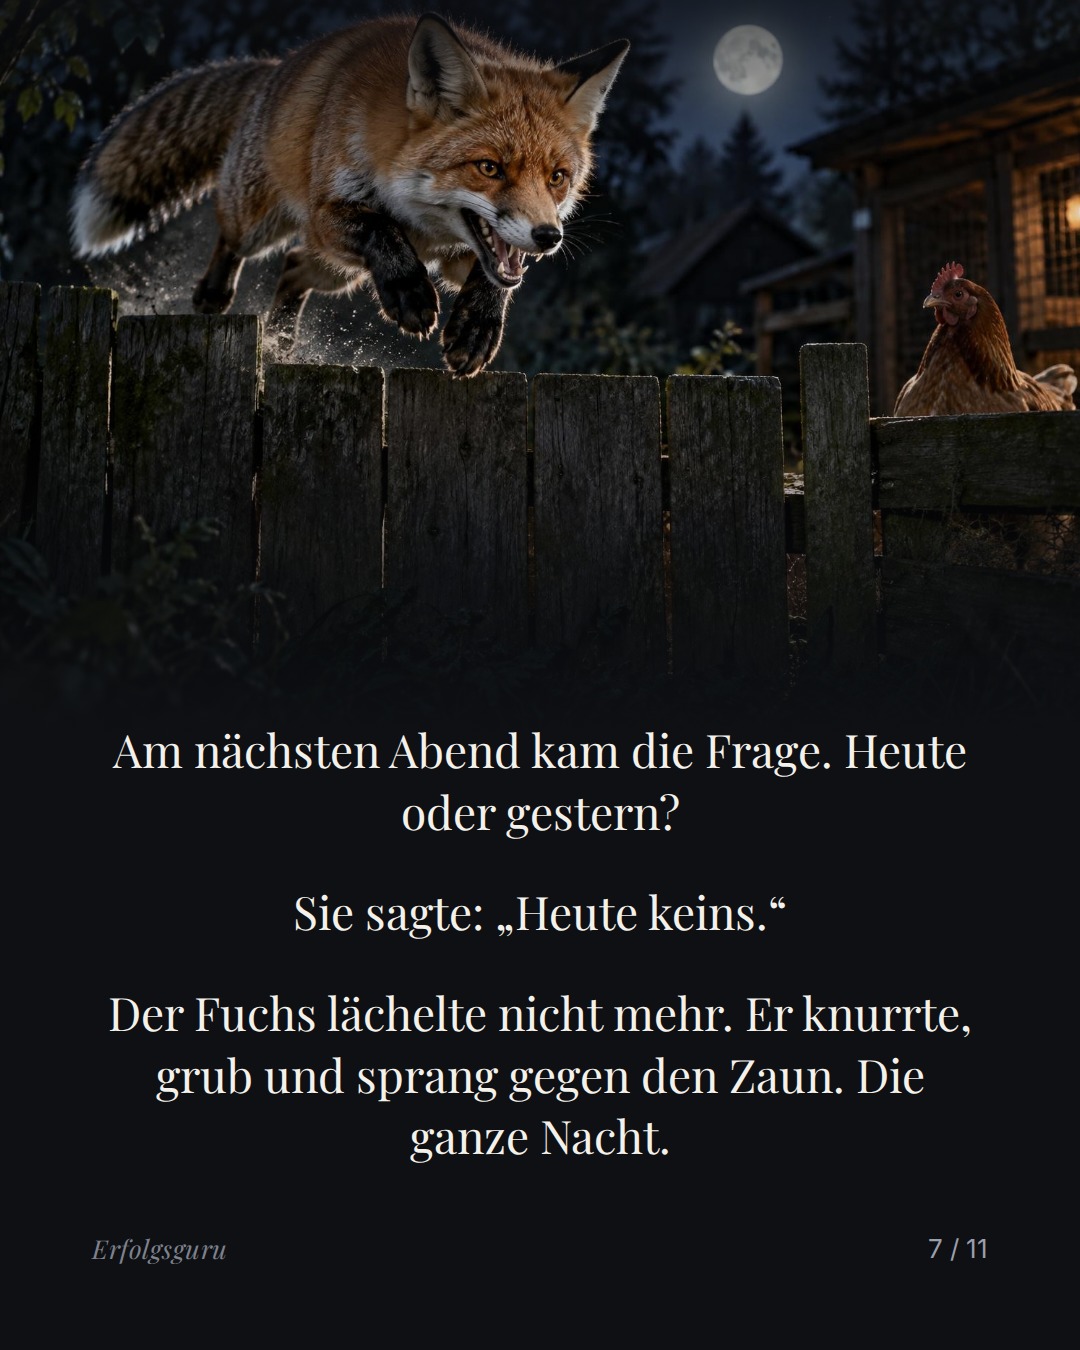 Am nächsten Abend kam die Frage. Heute
oder gestern?
Sie sagte: „Heute keins.“
Der Fuchs lächelte nicht mehr. Er knurrte,
grub und sprang gegen den Zaun. Die
ganze Nacht.
Erfolgsguru
7 / 11